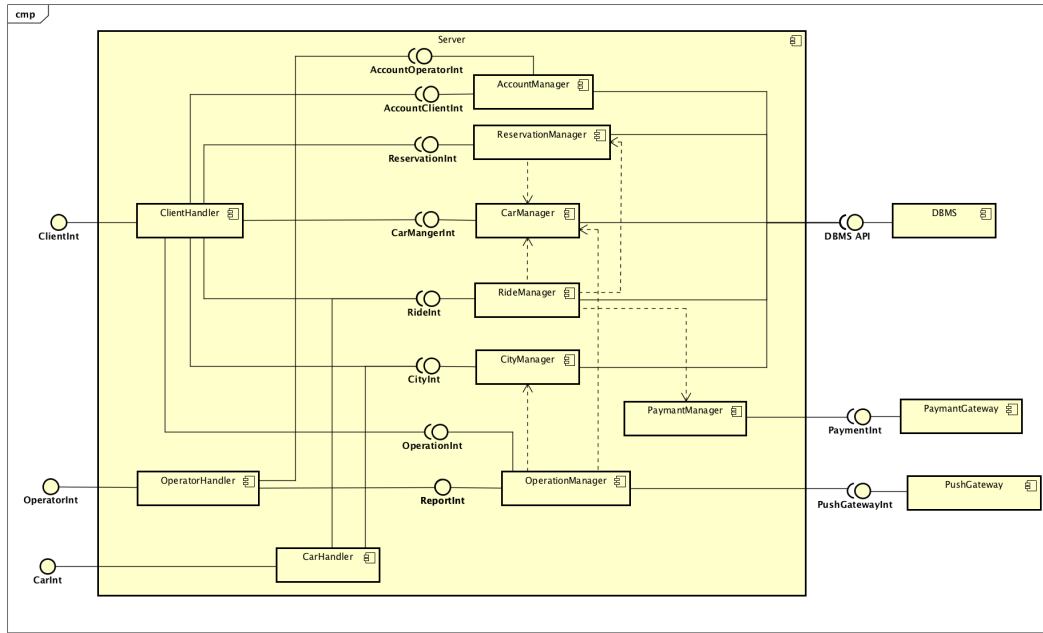 cmp
Server
AccountOperatorInt
AccountManager
AccountClientInt
ReservationManager
ReservationInt
ClientHandler
CarManager
DBMS
ClientInt
CarMangerInt
DBMS API
RideManager
RideInt
CityManager
CityInt
PaymantManager
PaymantGateway
PaymentInt
OperationInt
OperatorHandler
OperationManager
PushGateway
OperatorInt
ReportInt
PushGatewayInt
CarHandler
CarInt